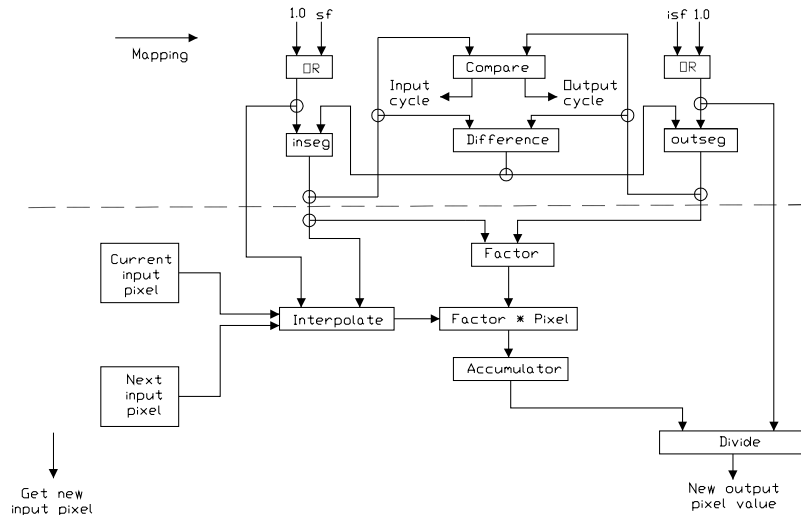 1.0 sf
isf 1.0
Mapping
OR
Compare
OR
Input
cycle
Output
cycle
inseg
Difference
outseg
Current
input
pixel
Factor
Interpolate
Factor * Pixel
Accumulator
Next
input
pixel
Divide
Get new
input pixel
New output
pixel value